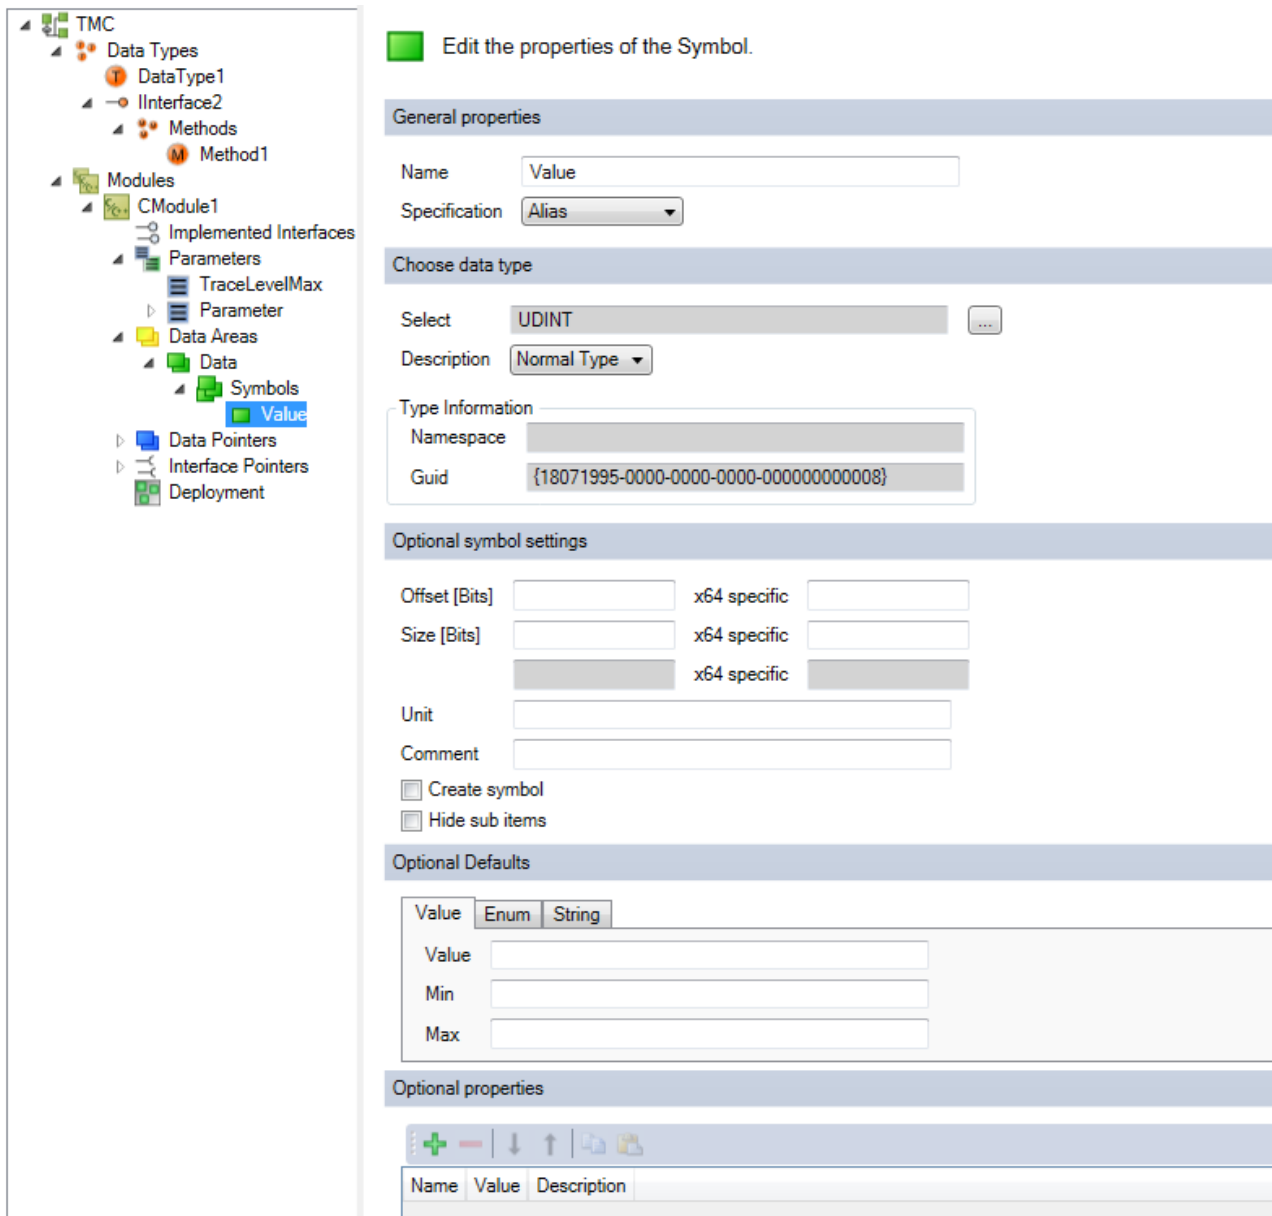 TMC
Data Types
DataType1
IInterface2
Methods
Method1
Modules
CModule1
Implemented Interfaces
Parameters
TraceLevelMax
Parameter
Data Areas
Data
Symbols
Value
Data Pointers
Interface Pointers
Deployment
Edit the properties of the Symbol.
General properties
Name Value
Specification Alias
Choose data type
Select UDINT ...
Description Normal Type
Type Information
Namespace
Guid {18071995-0000-0000-0000-000000000008}
Optional symbol settings
Offset [Bits] x64 specific
Size [Bits] x64 specific
x64 specific
Unit
Comment
Create symbol
Hide sub items
Optional Defaults
Value Enum String
Value
Min
Max
Optional properties
Name Value Description